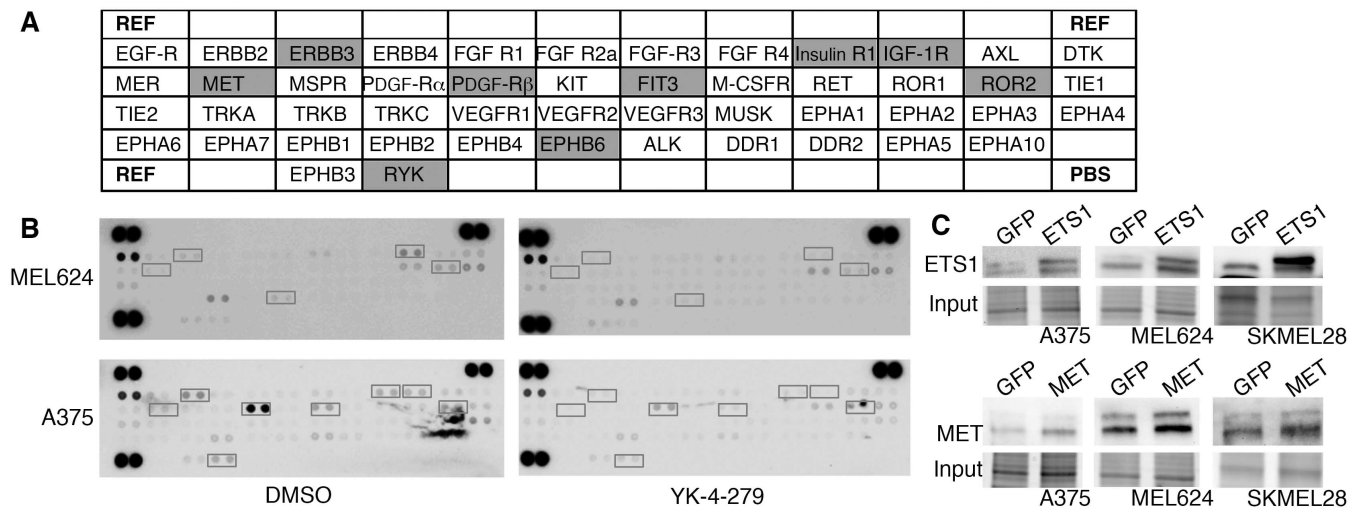 A
REF REF
EGF-R ERBB2 ERBB3 ERBB4 FGF R1 FGF R2a FGF-R3 FGF R4 Insulin R1 IGF-1R AXL DTK
MER MET MSPR PDGF-Rα PDGF-Rβ KIT FIT3 M-CSFR RET ROR1 ROR2 TIE1
TIE2 TRKA TRKB TRKC VEGFR1 VEGFR2 VEGFR3 MUSK EPHA1 EPHA2 EPHA3 EPHA4
EPHA6 EPHA7 EPHB1 EPHB2 EPHB4 EPHB6 ALK DDR1 DDR2 EPHA5 EPHA10
REF EPHB3 RYK PBS
B
MEL624
A375
DMSO YK-4-279
C
GFP ETS1 GFP ETS1 GFP ETS1
ETS1
Input
A375 MEL624 SKMEL28
GFP MET GFP MET GFP MET
MET
Input
A375 MEL624 SKMEL28